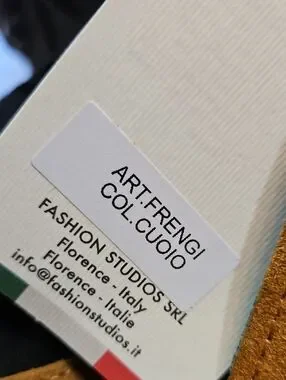 ART.FRENGI
COL.CUOIO
FASHION STUDIOS SRL
Florence - Italy
Florence - Italie
info@fashionstudios.it